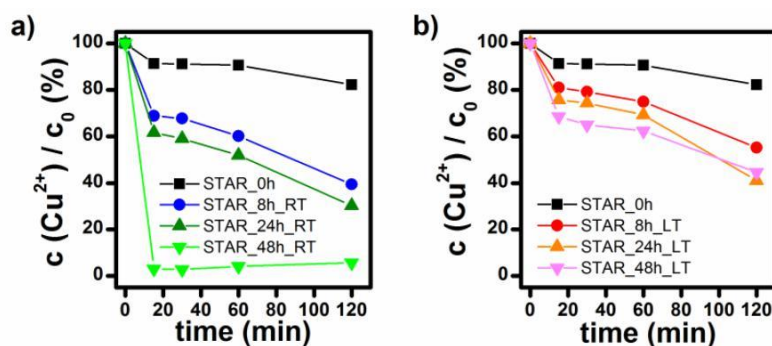 a)
c (Cu2+) / c0 (%)
100
80
60
40
20
0
STAR_0h
STAR_8h_RT
STAR_24h_RT
STAR_48h_RT
0 20 40 60 80 100 120
time (min)
b)
c (Cu2+) / c0 (%)
100
80
60
40
20
0
STAR_0h
STAR_8h_LT
STAR_24h_LT
STAR_48h_LT
0 20 40 60 80 100 120
time (min)